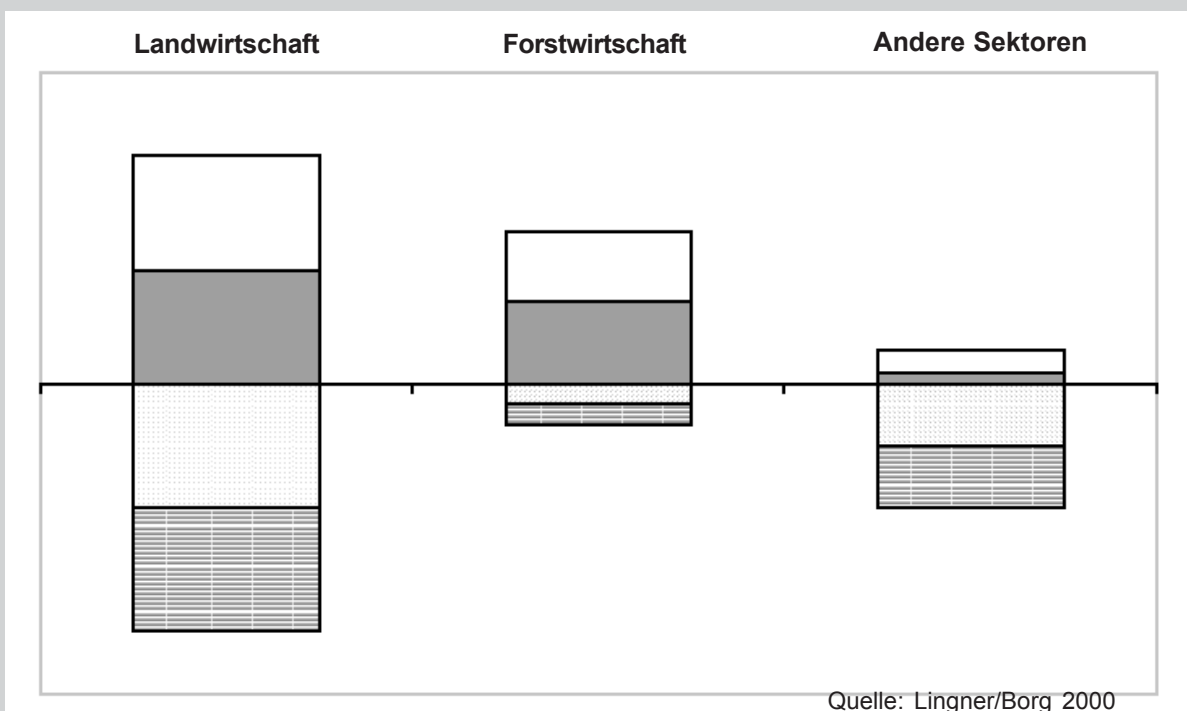 Landwirtschaft Forstwirtschaft Andere Sektoren
Quelle: Lingner/Borg 2000